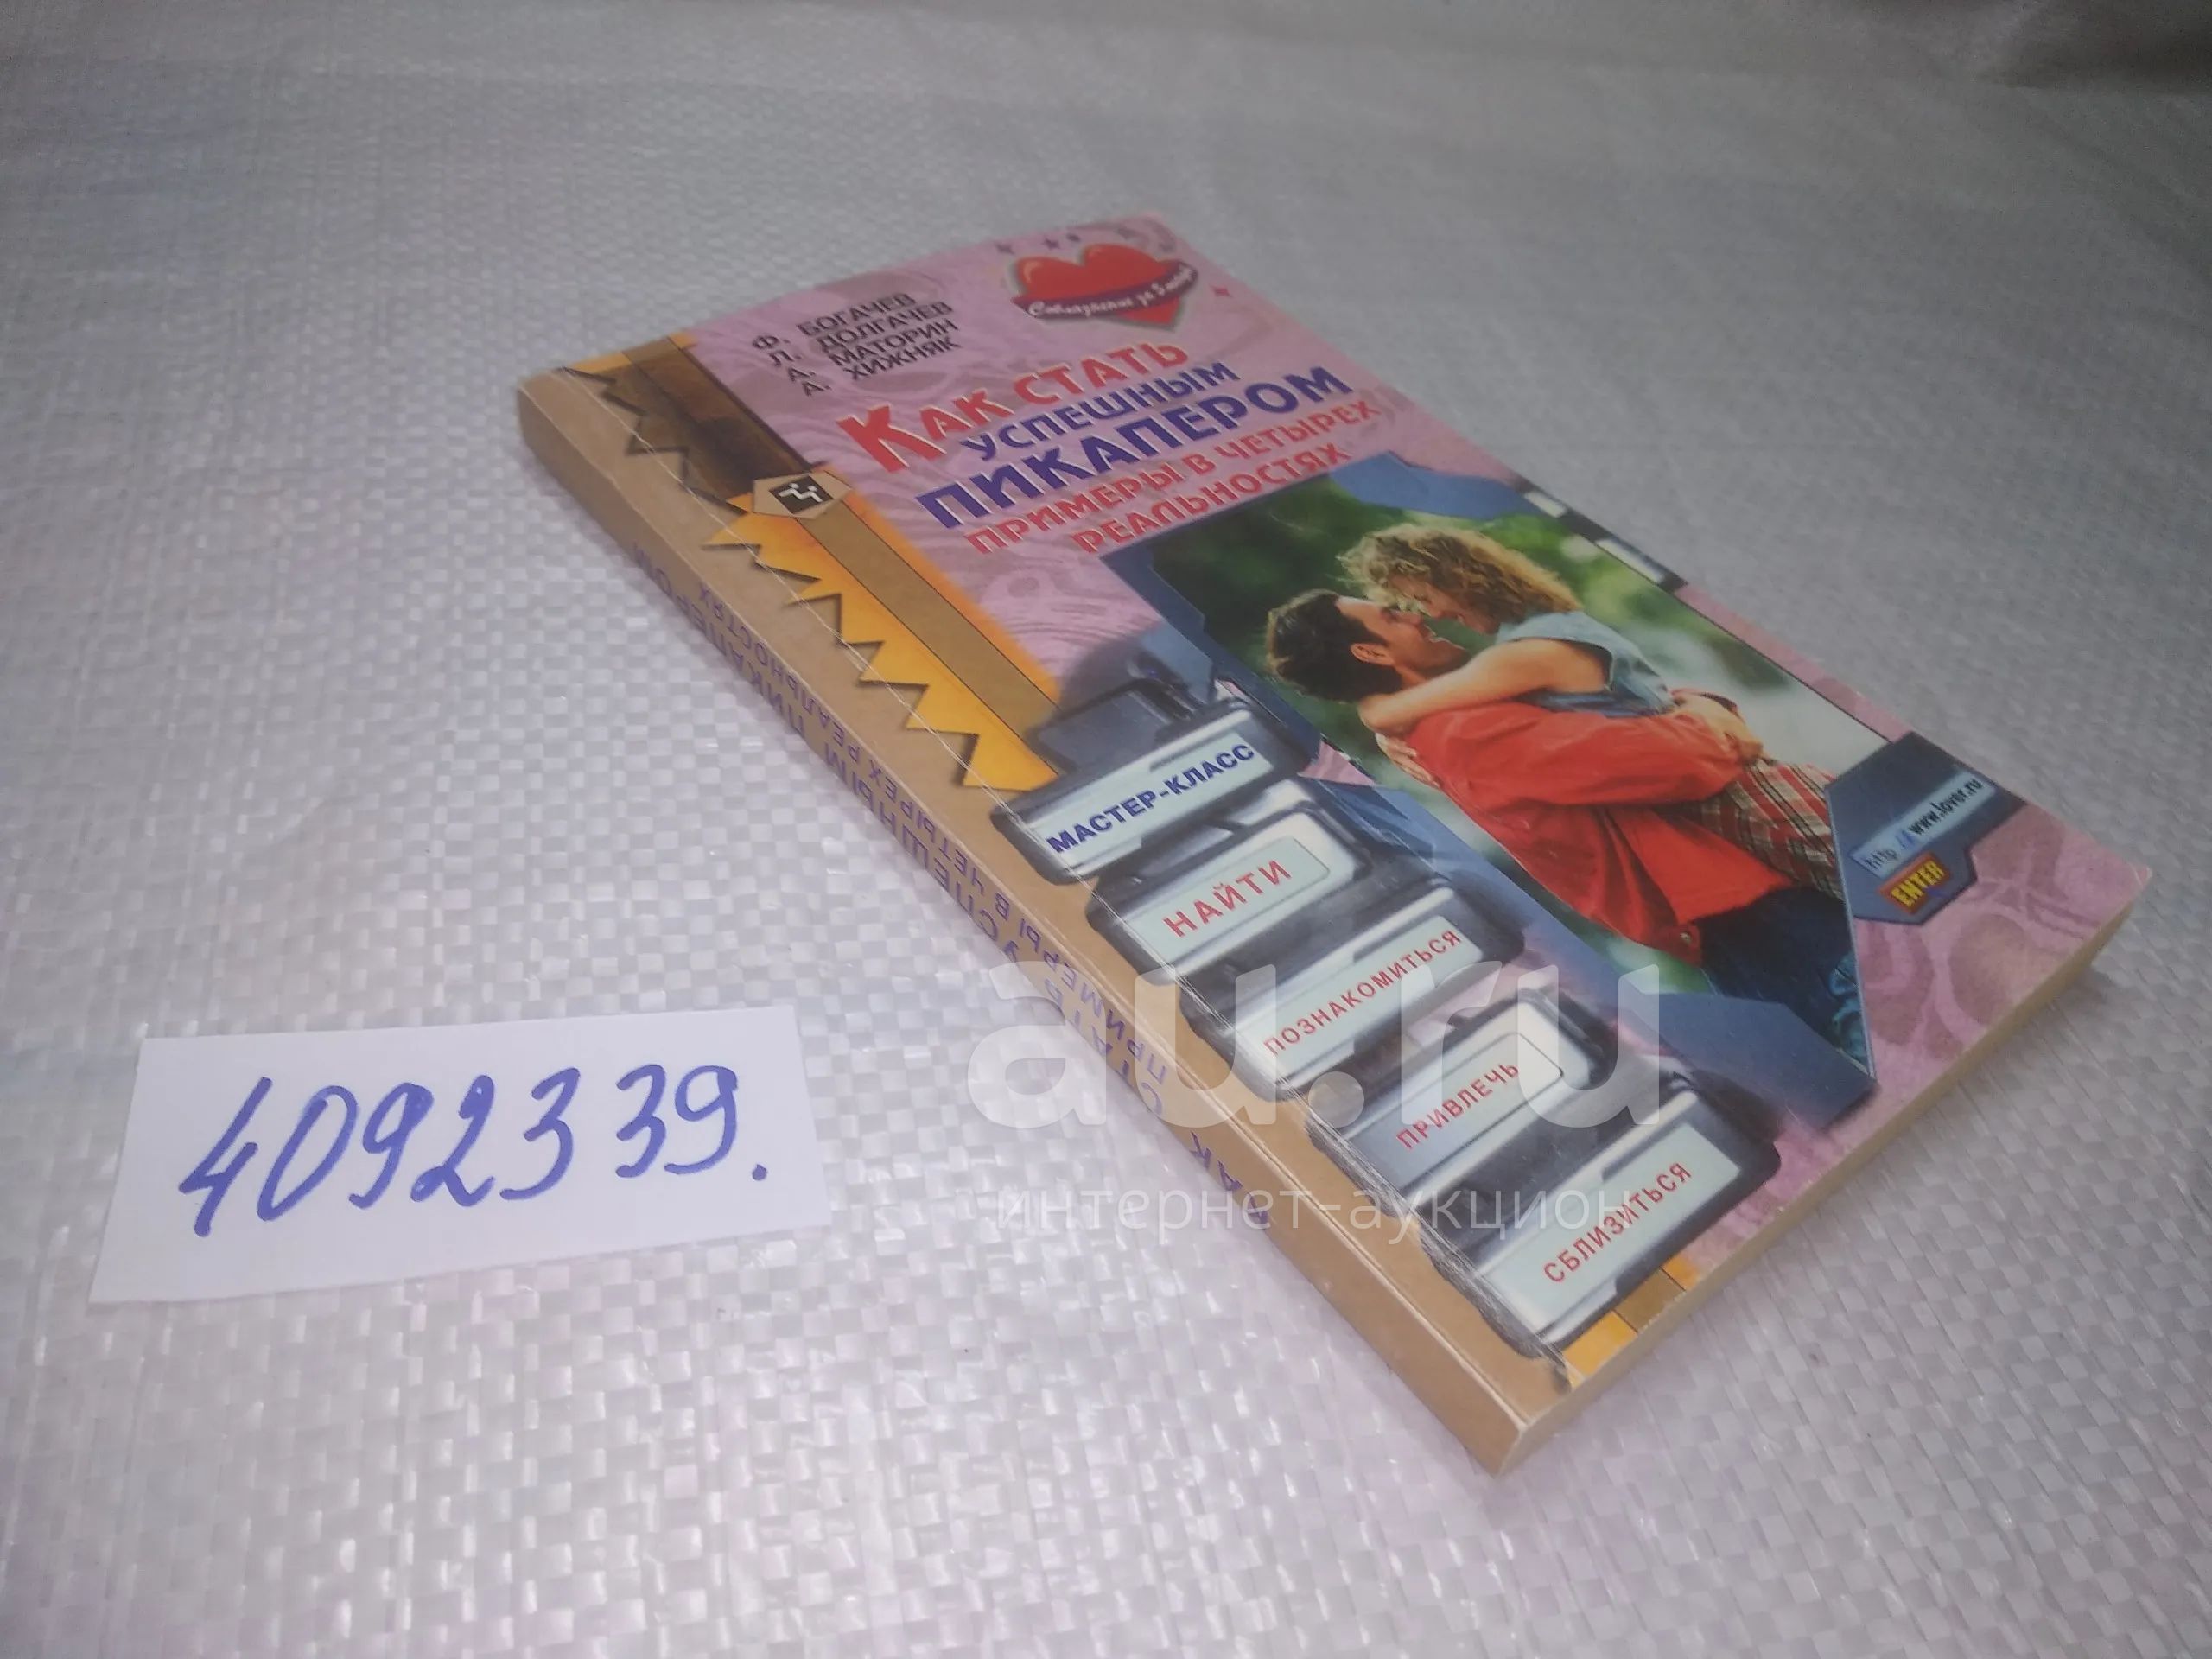 Ф. БОГАЧЕВ
Л. ДОЛГАЧЕВ
А. МАТОРИН
А. ХИЖНЯК
КАК СТАТЬ
УСПЕШНЫМ
ПИКАПЕРОМ
ПРИМЕРЫ В ЧЕТЫРЕХ
РЕАЛЬНОСТЯХ
МАСТЕР-КЛАСС
НАЙТИ
ПОЗНАКОМИТЬСЯ
ПРИВЛЕЧЬ
СБЛИЗИТЬСЯ
http://www.lover.ru
ENTER
КАК СТАТЬ УСПЕШНЫМ ПИКАПЕРОМ
ПРИМЕРЫ В ЧЕТЫРЕХ РЕАЛЬНОСТЯХ
4092339.
au.ru
интернет-аукцион